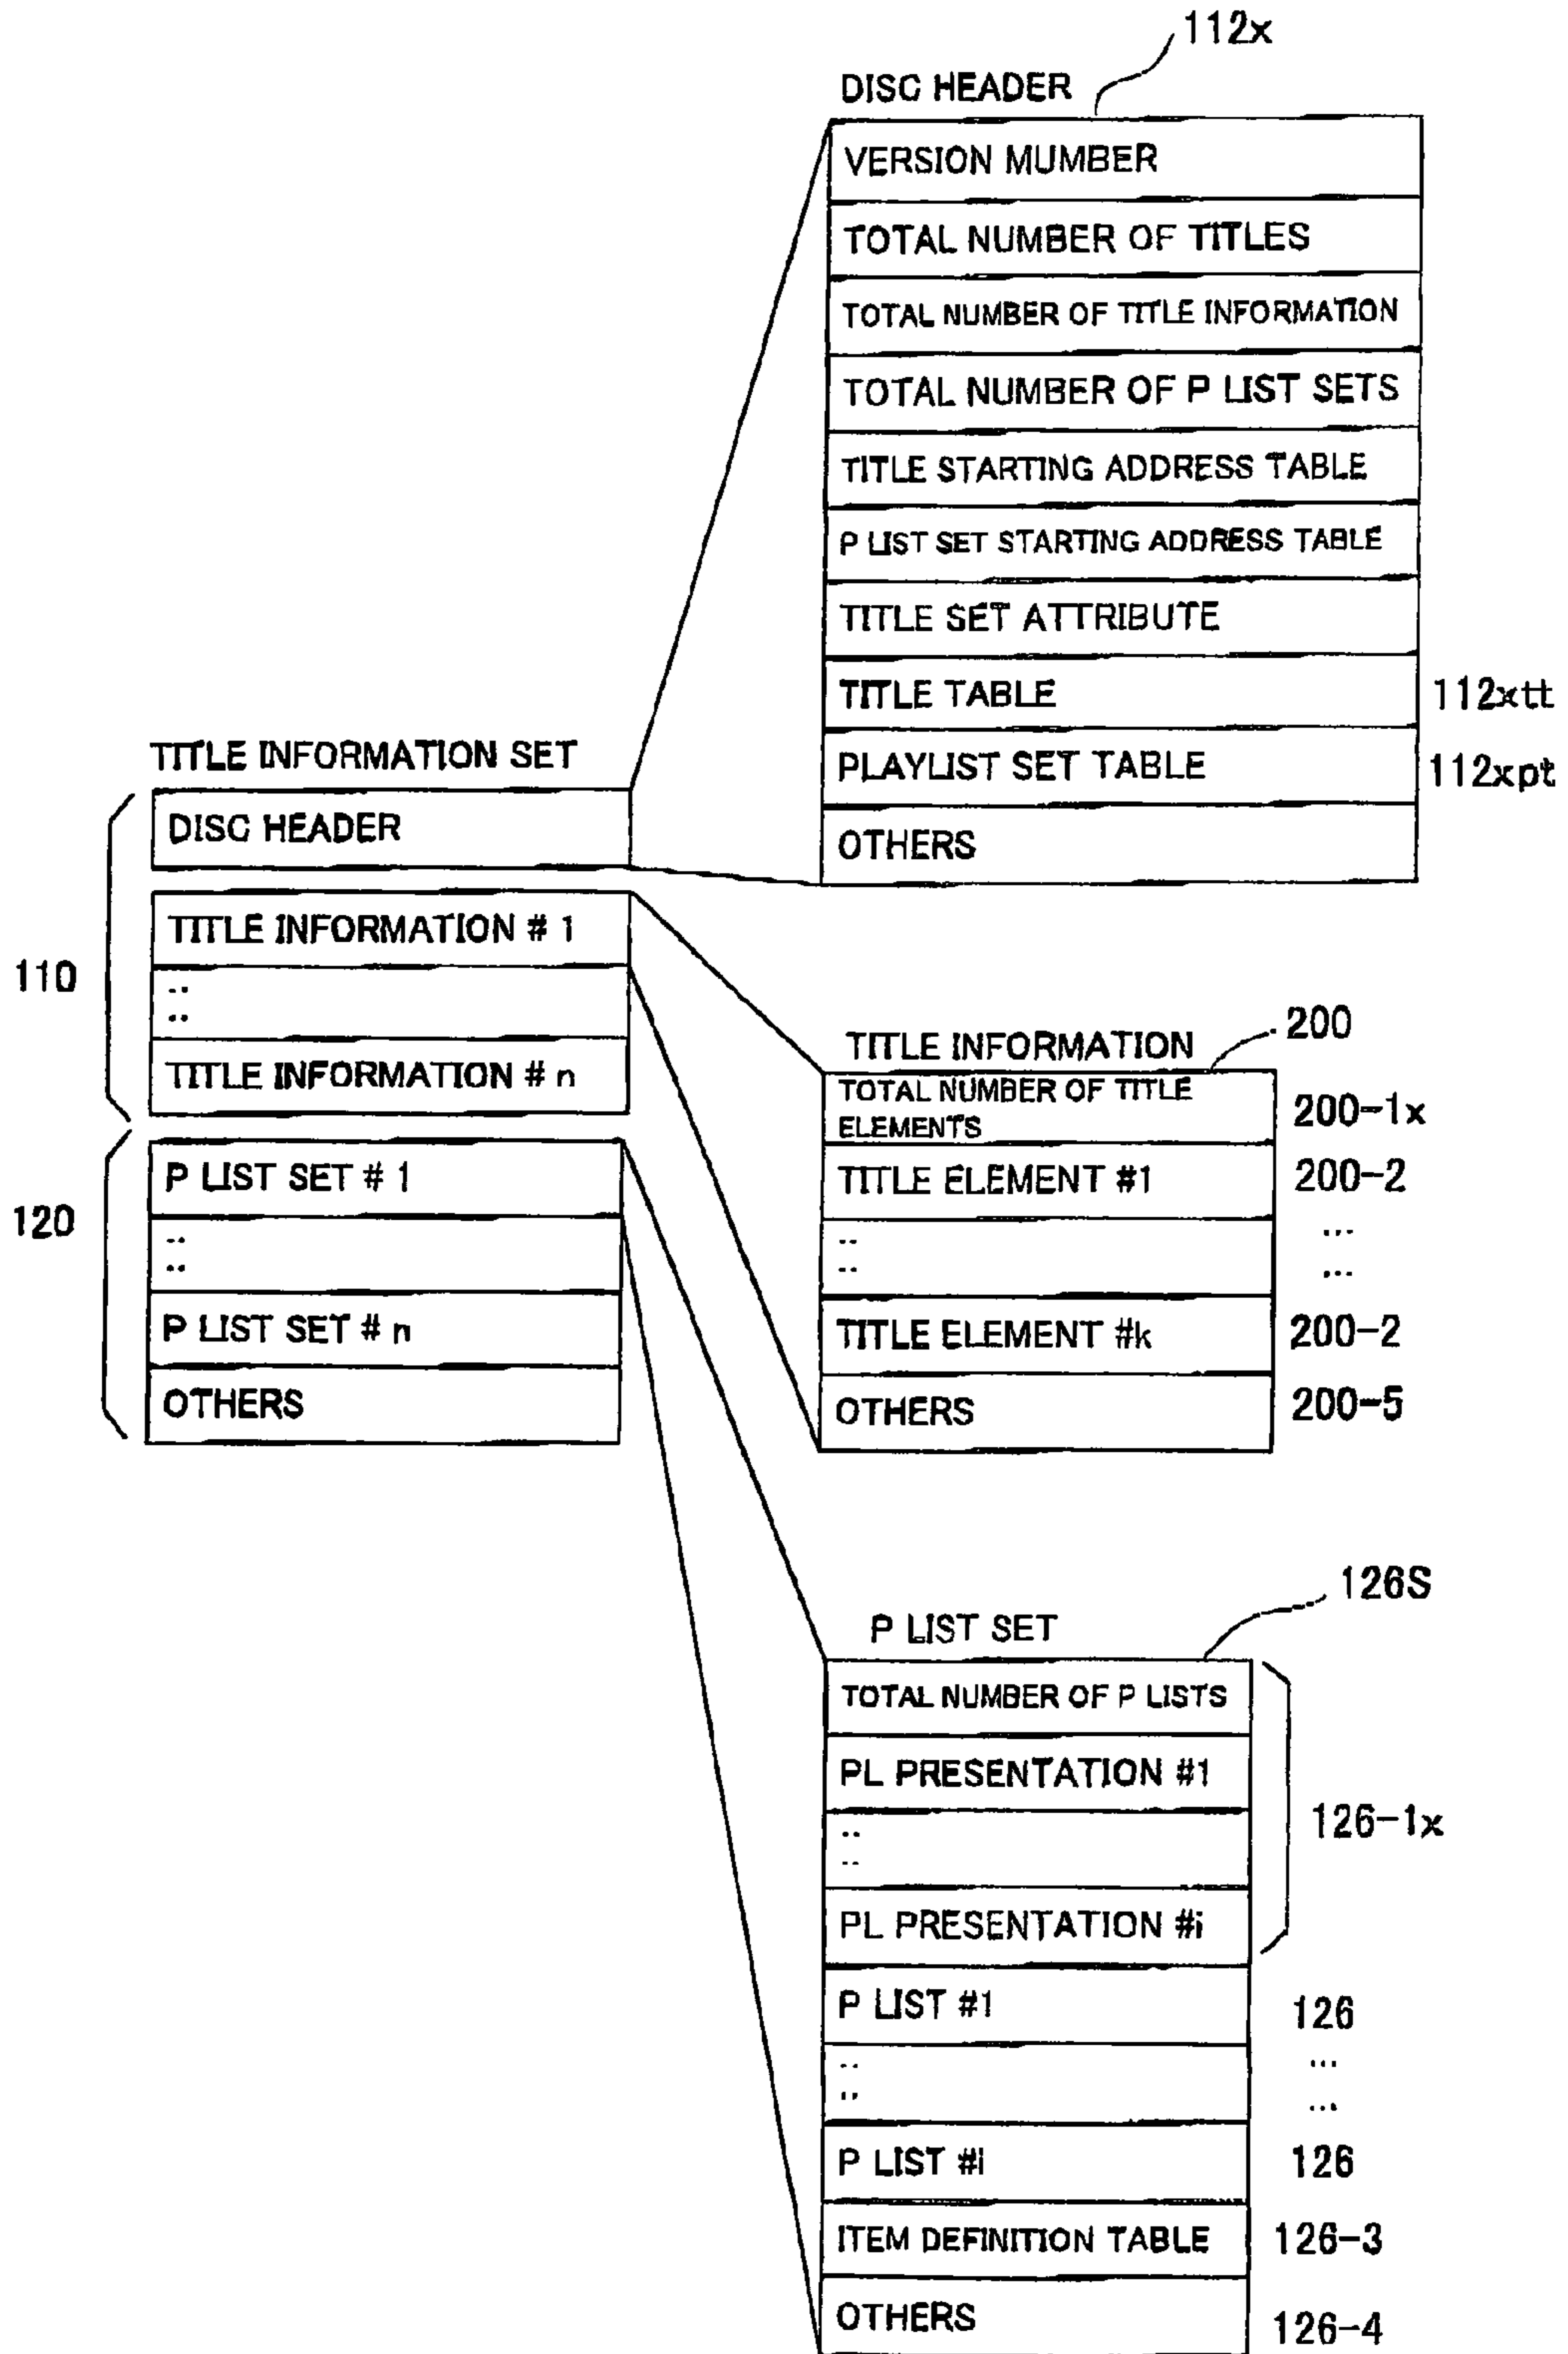 112x
DISC HEADER
VERSION MUMBER
TOTAL NUMBER OF TITLES
TOTAL NUMBER OF TITLE INFORMATION
TOTAL NUMBER OF P LIST SETS
TITLE STARTING ADDRESS TABLE
P LIST SET STARTING ADDRESS TABLE
TITLE SET ATTRIBUTE
TITLE TABLE 112xtt
PLAYLIST SET TABLE 112xpt
OTHERS
TITLE INFORMATION SET
DISC HEADER
110
TITLE INFORMATION # 1
:
:
TITLE INFORMATION # n
120
P LIST SET # 1
:
:
P LIST SET # n
OTHERS
TITLE INFORMATION 200
TOTAL NUMBER OF TITLE
ELEMENTS 200-1x
TITLE ELEMENT #1 200-2
: ...
: ...
TITLE ELEMENT #k 200-2
OTHERS 200-5
126S
P LIST SET
TOTAL NUMBER OF P LISTS
PL PRESENTATION #1
:
:
126-1x
PL PRESENTATION #i
P LIST #1 126
: ...
: ...
P LIST #i 126
ITEM DEFINITION TABLE 126-3
OTHERS 126-4